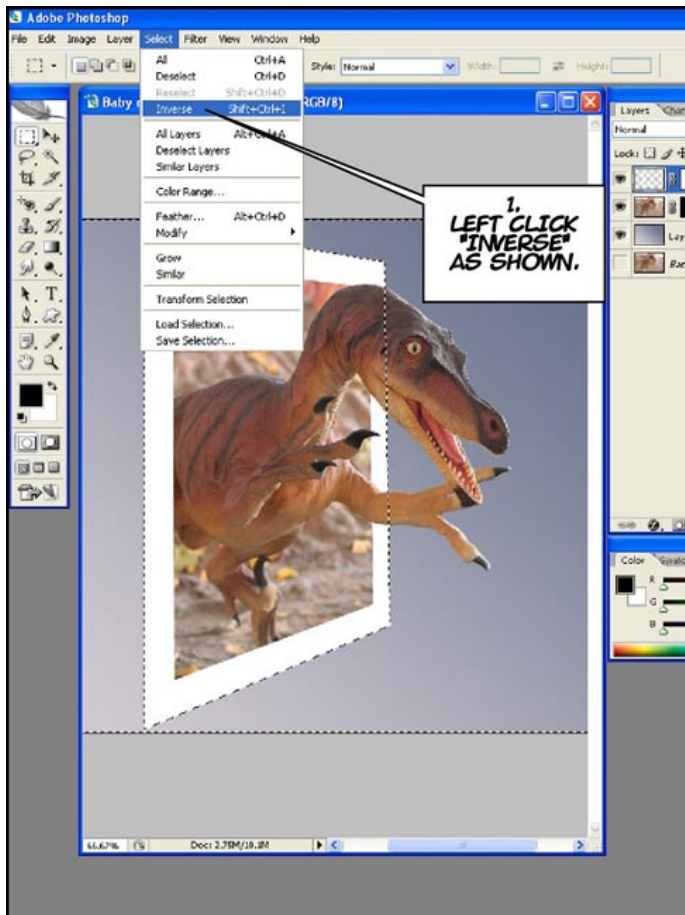 Adobe Photoshop
File Edit Image Layer Select Filter View Window Help
Style: Normal Width: Height:
All Ctrl+A
Deselect Ctrl+D
Reselect Shift+Ctrl+D
Inverse Shift+Ctrl+I
All Layers Alt+Ctrl+A
Deselect Layers
Similar Layers
Color Range...
Feather... Alt+Ctrl+D
Modify
Grow
Similar
Transform Selection
Load Selection...
Save Selection...
Baby RGB/8)
1.
LEFT CLICK
"INVERSE"
AS SHOWN.
Layers
Normal
Lock:
T
66.67% Doc: 2.75M/10.3M
Color
R
G
B